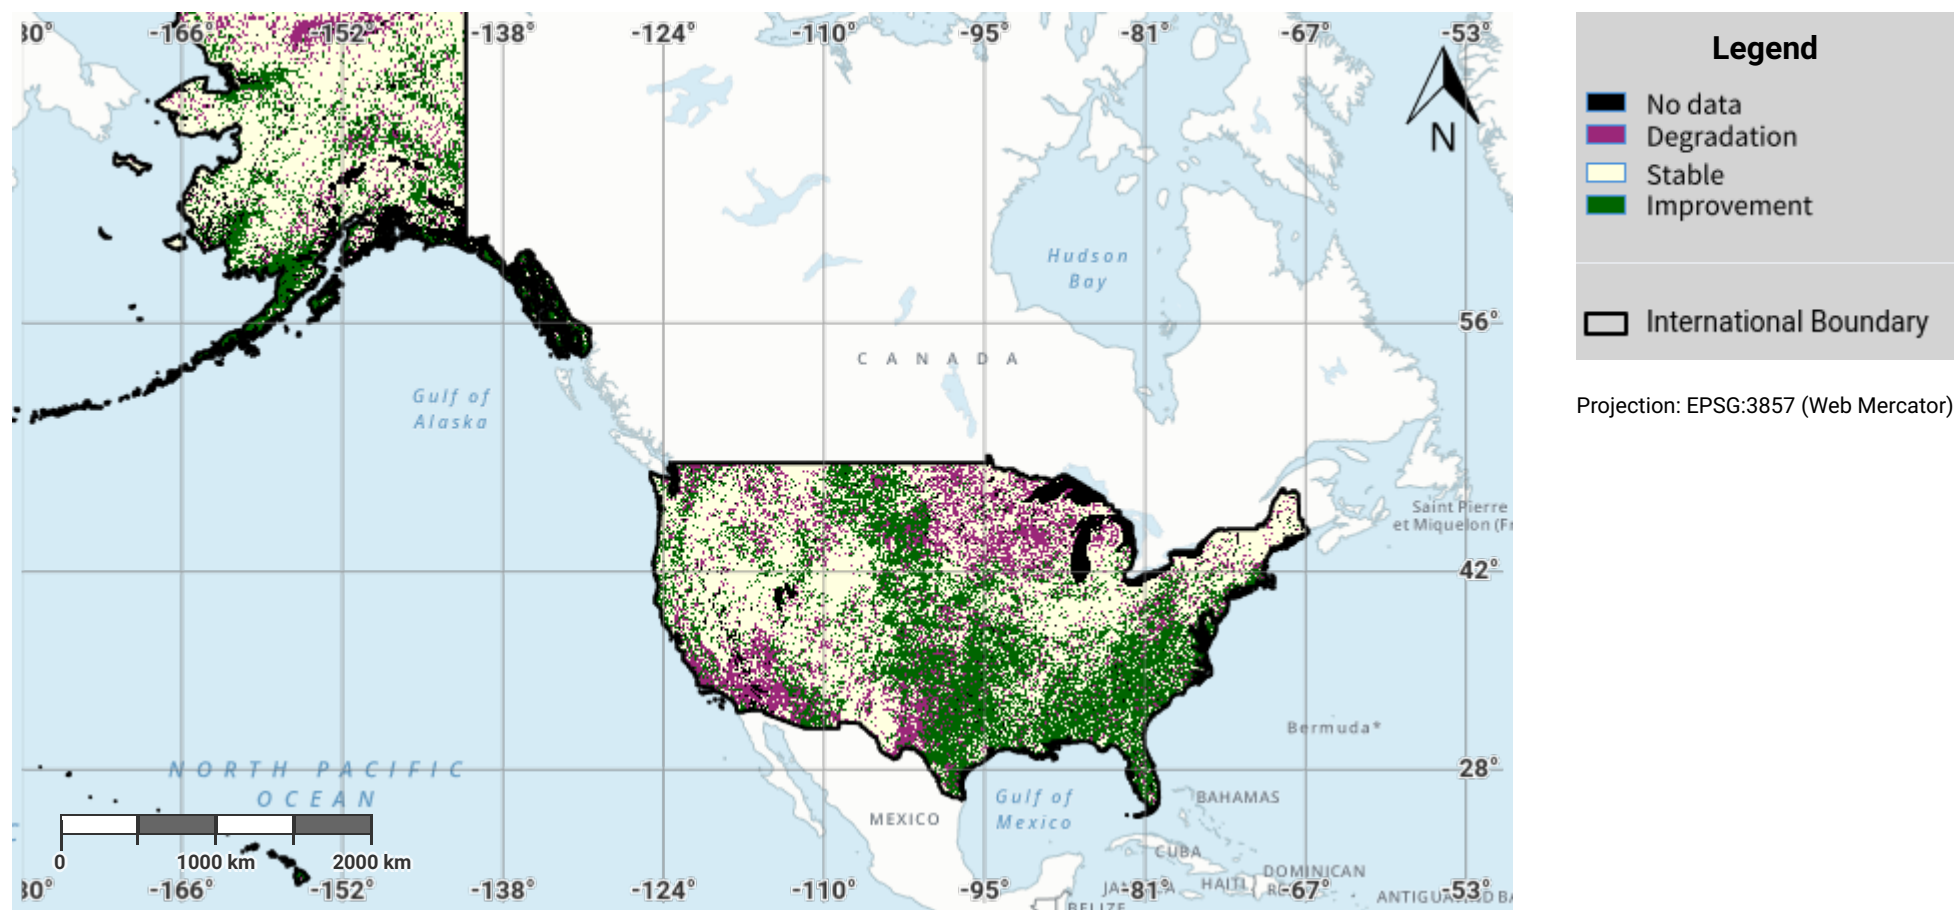 -166° -152° -138° -124° -110° -95° -81° -67° -53°
N
Hudson
Bay
56°
CANADA
Gulf of
Alaska
Saint Pierre
et Miquelon
42°
Bermuda*
NORTH PACIFIC
OCEAN
28°
MEXICO
Gulf of
Mexico
BAHAMAS
CUBA
DOMINICAN
HAITI
BELIZE
0 1000 km 2000 km
-166° -152° -138° -124° -110° -95° -81° -67° -53°
Legend
No data
Degradation
Stable
Improvement
International Boundary
Projection: EPSG:3857 (Web Mercator)